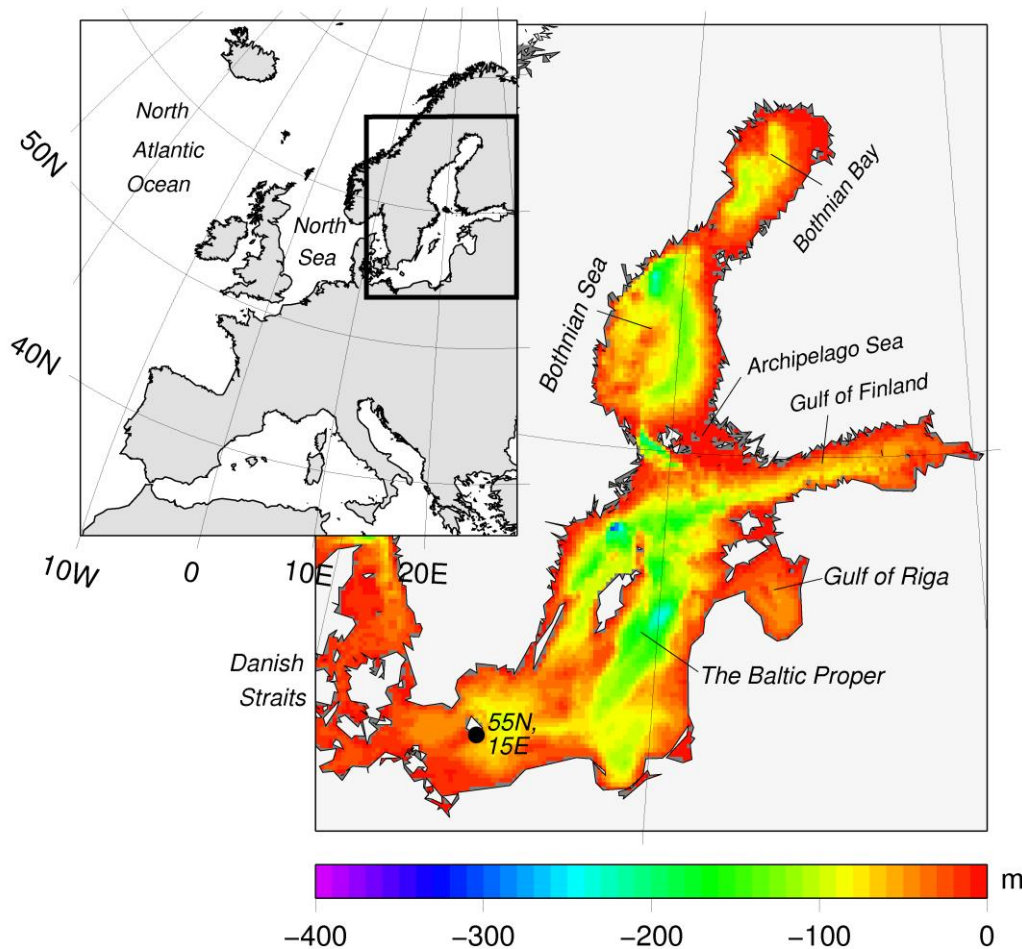 North
Atlantic
Ocean
50N
North
Sea
40N
10W
0
10E
20E
Bothnian Bay
Bothnian Sea
Archipelago Sea
Gulf of Finland
Gulf of Riga
The Baltic Proper
Danish
Straits
55N,
15E
m
−400
−300
−200
−100
0